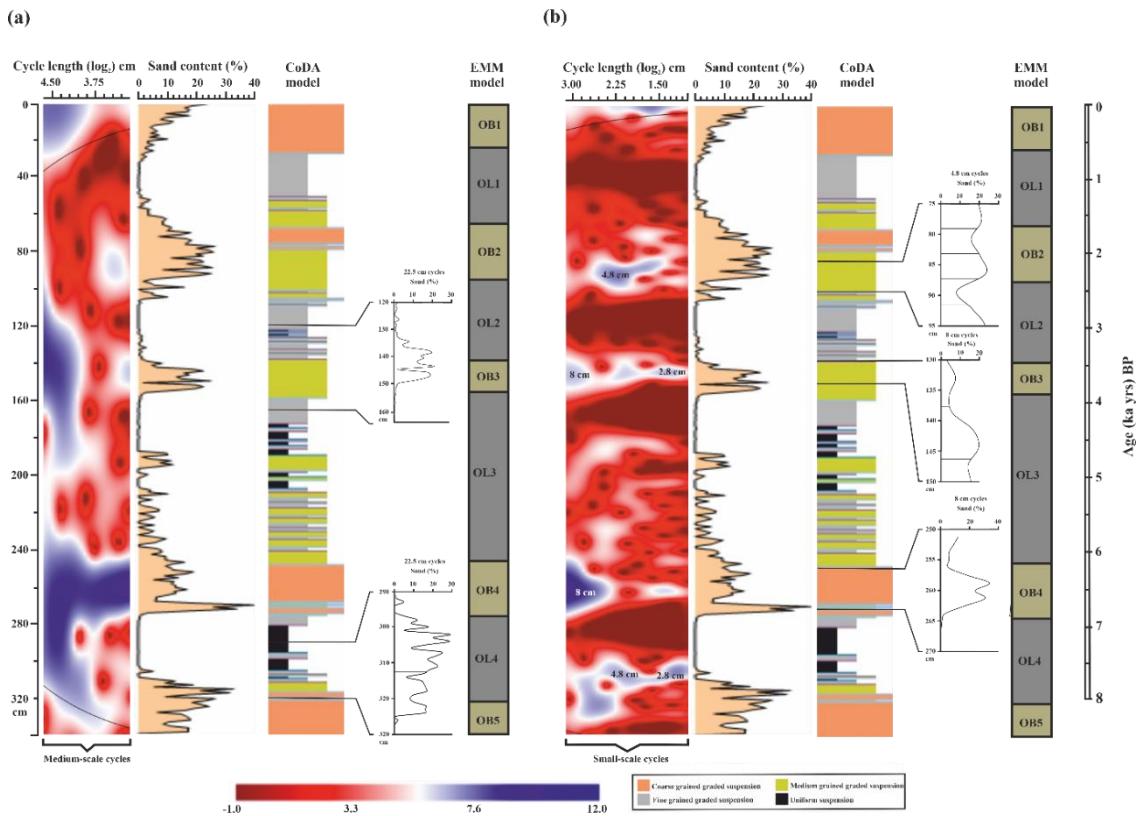 (a)
Cycle length (log2) cm
4.50 3.75
Sand content (%)
0 10 20 30 40
CoDA
model
EMM
model
0
40
80
120
160
200
240
280
320
cm
22.5 cm cycles
Sand (%)
0 10 20 30
120
130
140
150
160
cm
22.5 cm cycles
Sand (%)
0 10 20 30
290
300
310
320
cm
OB1
OL1
OB2
OL2
OB3
OL3
OB4
OL4
OB5
Medium-scale cycles
(b)
Cycle length (log2) cm
3.00 2.25 1.50
Sand content (%)
0 10 20 30 40
CoDA
model
EMM
model
4.8 cm
8 cm
2.8 cm
8 cm
4.8 cm
2.8 cm
4.8 cm cycles
Sand (%)
0 10 20 30
75
80
85
90
95
cm
8 cm cycles
Sand (%)
0 10 20
130
135
145
150
cm
8 cm cycles
Sand (%)
0 20 40
250
255
260
265
270
cm
OB1
OL1
OB2
OL2
OB3
OL3
OB4
OL4
OB5
0
1
2
3
4
5
6
7
8
Age (ka yrs) BP
Small-scale cycles
-1.0 3.3 7.6 12.0
Coarse grained graded suspension
Medium grained graded suspension
Fine grained graded suspension
Uniform suspension